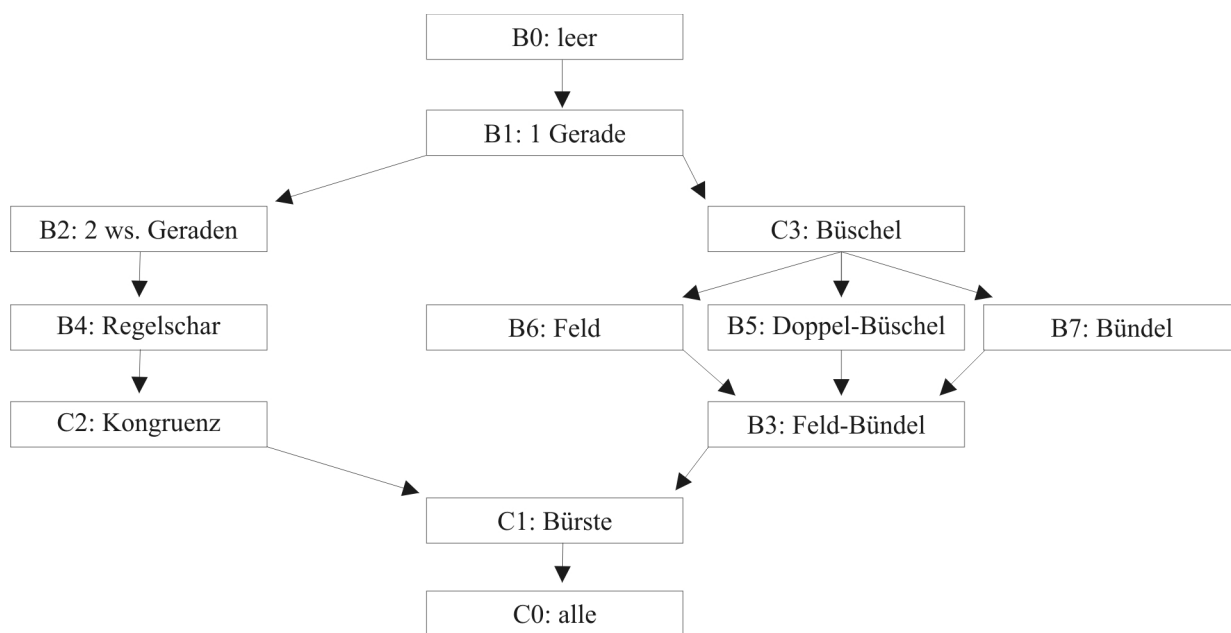 B0: leer
B1: 1 Gerade
B2: 2 ws. Geraden
C3: Büschel
B4: Regelschar
B6: Feld
B5: Doppel-Büschel
B7: Bündel
C2: Kongruenz
B3: Feld-Bündel
C1: Bürste
C0: alle